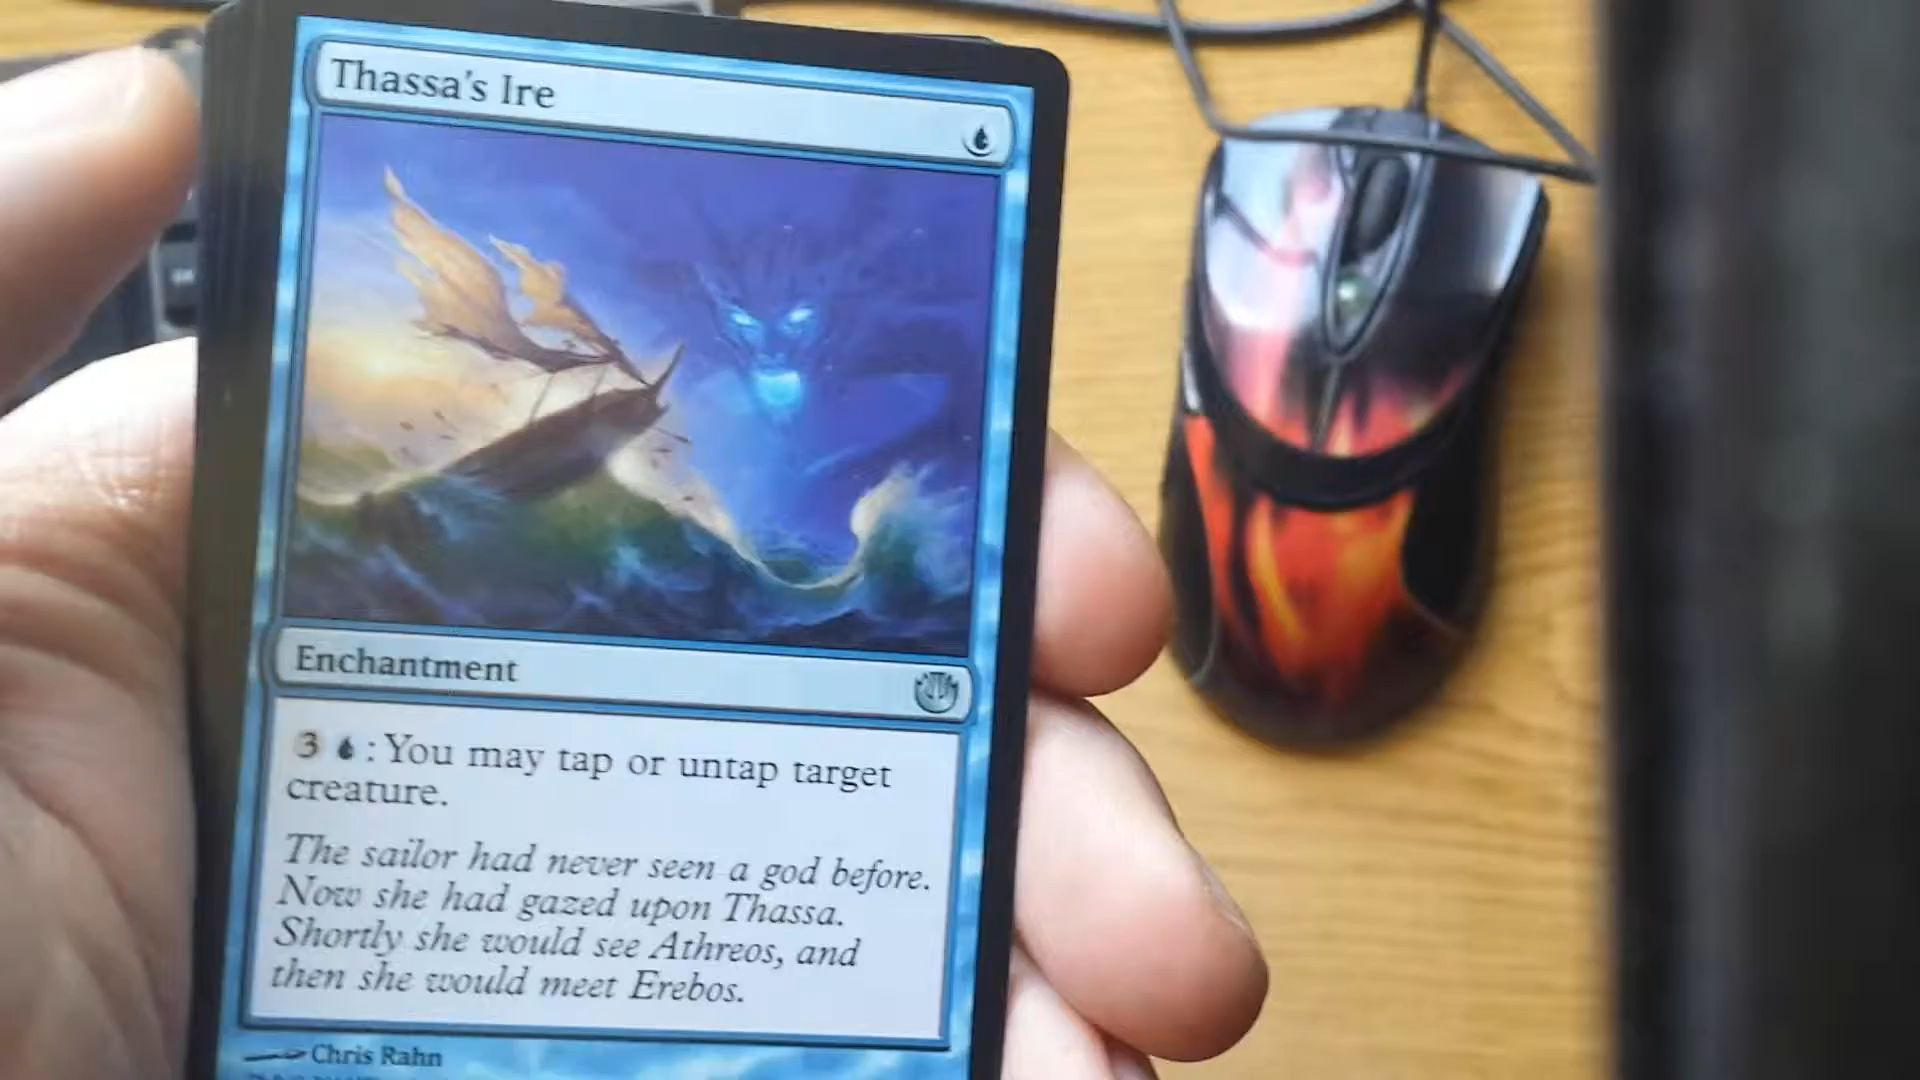 Thassa's Ire
Enchantment
3 : You may tap or untap target
creature.
The sailor had never seen a god before.
Now she had gazed upon Thassa.
Shortly she would see Athreos, and
then she would meet Erebos.
Chris Rahn